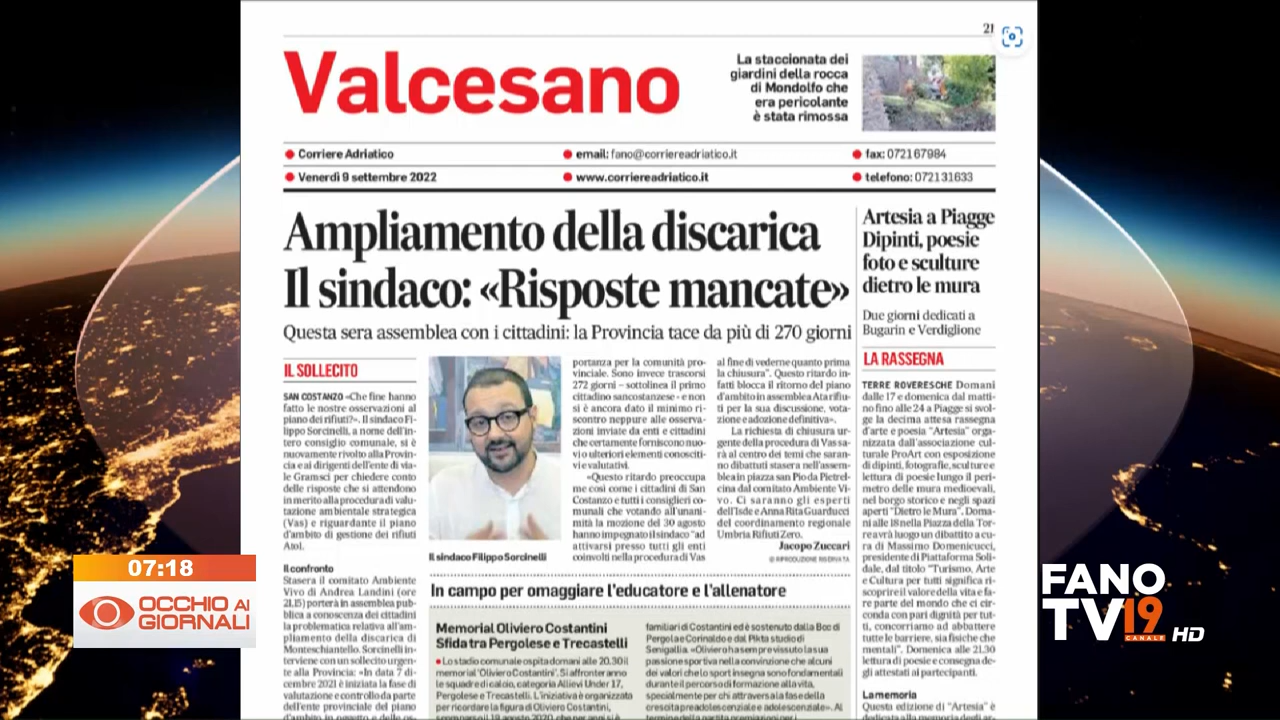 21
Valcesano
La staccionata dei
giardini della rocca
di Mondolfo che
era pericolante
è stata rimossa
Corriere Adriatico
email: fano@corriereadriatico.it
fax: 072167984
Venerdì 9 settembre 2022
www.corriereadriatico.it
telefono: 072131633
Ampliamento della discarica
Il sindaco: «Risposte mancate»
Questa sera assemblea con i cittadini: la Provincia tace da più di 270 giorni
IL SOLLECITO
SAN COSTANZO «Che fine hanno
fatto le nostre osservazioni al
piano dei rifiuti?». Il sindaco Fi-
lippo Sorcinelli, a nome dell'in-
tero consiglio comunale, si è
nuovamente rivolto alla Provin-
cia e ai dirigenti dell'ente di via-
le Gramsci per chiedere conto
delle risposte che si attendono
in merito alla procedura di valu-
tazione ambientale strategica
(Vas) e riguardante il piano
d'ambito di gestione dei rifiuti
Ato1.
Il confronto
Stasera il comitato Ambiente
Vivo di Andrea Landini (ore
21,15) porterà in assemblea pub-
blica a conoscenza dei cittadini
la problematica relativa all'am-
pliamento della discarica di
Monteschiantello. Sorcinelli in-
terviene con un sollecito urgen-
te alla Provincia: «In data 7 di-
cembre 2021 è iniziata la fase di
valutazione e controllo da parte
dell'ente provinciale del piano
d'ambito in oggetto e delle os-
Il sindaco Filippo Sorcinelli
portanza per la comunità pro-
vinciale. Sono invece trascorsi
272 giorni – sottolinea il primo
cittadino sancostanzese - e non
si è ancora dato il minimo ri-
scontro neppure alle osserva-
zioni inviate da enti e cittadini
che certamente forniscono nuo-
vi o ulteriori elementi conosciti-
vi e valutativi.
«Questo ritardo preoccupa
me così come i cittadini di San
Costanzo e tutti i consiglieri co-
munali che votando all'unani-
mità la mozione del 30 agosto
hanno impegnato il sindaco "ad
attivarsi presso tutti gli enti
coinvolti nella procedura di Vas
al fine di vederne quanto prima
la chiusura". Questo ritardo in-
fatti blocca il ritorno del piano
d'ambito in assemblea Ata rifiu-
ti per la sua discussione, vota-
zione e adozione definitiva».
La richiesta di chiusura ur-
gente della procedura di Vas sa-
rà al centro dei temi che saran-
no dibattuti stasera nell'assem-
blea in piazza san Pio da Pietrel-
cina dal comitato Ambiente Vi-
vo. Ci saranno gli esperti
dell'Isde e Anna Rita Guarducci
del coordinamento regionale
Umbria Rifiuti Zero.
Jacopo Zuccari
© RIPRODUZIONE RISERVATA
Artesia a Piagge
Dipinti, poesie
foto e sculture
dietro le mura
Due giorni dedicati a
Bugarin e Verdiglione
LA RASSEGNA
TERRE ROVERESCHE Domani
dalle 17 e domenica dal matti-
no fino alle 24 a Piagge si svol-
ge la decima attesa rassegna
d'arte e poesia "Artesia" orga-
nizzata dall'associazione cul-
turale ProArt con esposizione
di dipinti, fotografie, sculture e
lettura di poesie lungo il peri-
metro delle mura medioevali,
nel borgo storico e negli spazi
aperti "Dietro le Mura". Doma-
ni alle 18 nella Piazza della Tor-
re avrà luogo un dibattito a cu-
ra di Massimo Domenicucci,
presidente di Piattaforma Soli-
dale, dal titolo "Turismo, Arte
e Cultura per tutti significa ri-
scoprire il valore della vita e fa-
re parte del mondo che ci cir-
conda con pari dignità per tut-
ti, concorriamo ad abbattere
tutte le barriere, sia fisiche che
mentali". Domenica alle 21.30
lettura di poesie e consegna de-
gli attestati ai partecipanti.
La memoria
Questa edizione di "Artesia" è
dedicata alla memoria degli ar-
In campo per omaggiare l'educatore e l'allenatore
Memorial Oliviero Costantini
Sfida tra Pergolese e Trecastelli
Lo stadio comunale ospita domani alle 20.30 il
memorial "Oliviero Costantini". Si affronteranno
le squadre di calcio, categoria Allievi Under 17,
Pergolese e Trecastelli. L'iniziativa è organizzata
per ricordare la figura di Oliviero Costantini,
familiari di Costantini ed è sostenuto dalla Bcc di
Pergola e Corinaldo e dal Pikta studio di
Senigallia. «Oliviero ha sempre vissuto la sua
passione sportiva nella convinzione che alcuni
dei valori che lo sport insegna sono fondamentali
durante il percorso di formazione alla vita,
specialmente per chi attraversa la fase della
crescita preadolescenziale e adolescenziale». Al
07:18
OCCHIO AI
GIORNALI
FANO
TV19
CANALE
HD